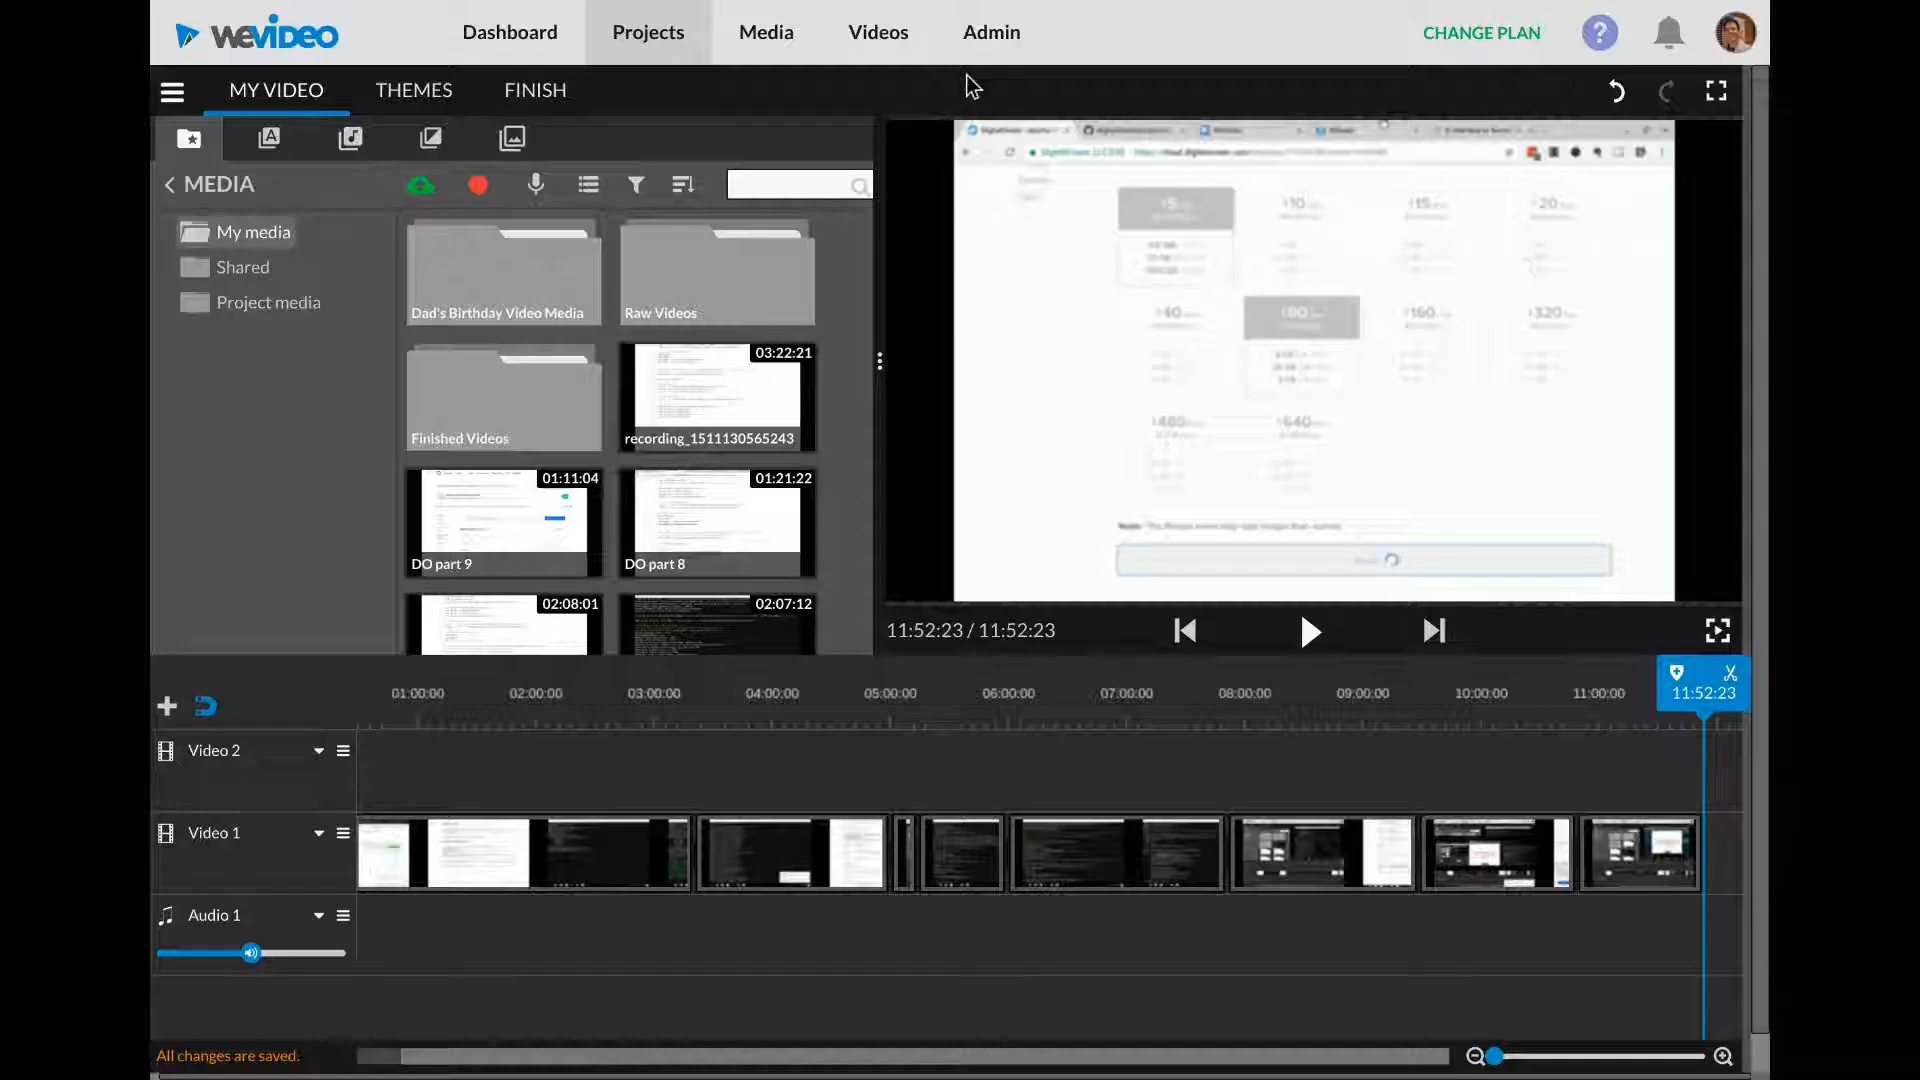 WEVIDEO
Dashboard Projects Media Videos Admin CHANGE PLAN ?
MY VIDEO THEMES FINISH
MEDIA
My media
Shared
Project media
Dad's Birthday Video Media
Raw Videos
Finished Videos
03:22:21
recording_1511130565243
01:11:04
DO part 9
01:21:22
DO part 8
02:08:01
02:07:12
11:52:23 / 11:52:23
01:00:00 02:00:00 03:00:00 04:00:00 05:00:00 06:00:00 07:00:00 08:00:00 09:00:00 10:00:00 11:00:00
11:52:23
Video 2
Video 1
Audio 1
All changes are saved.